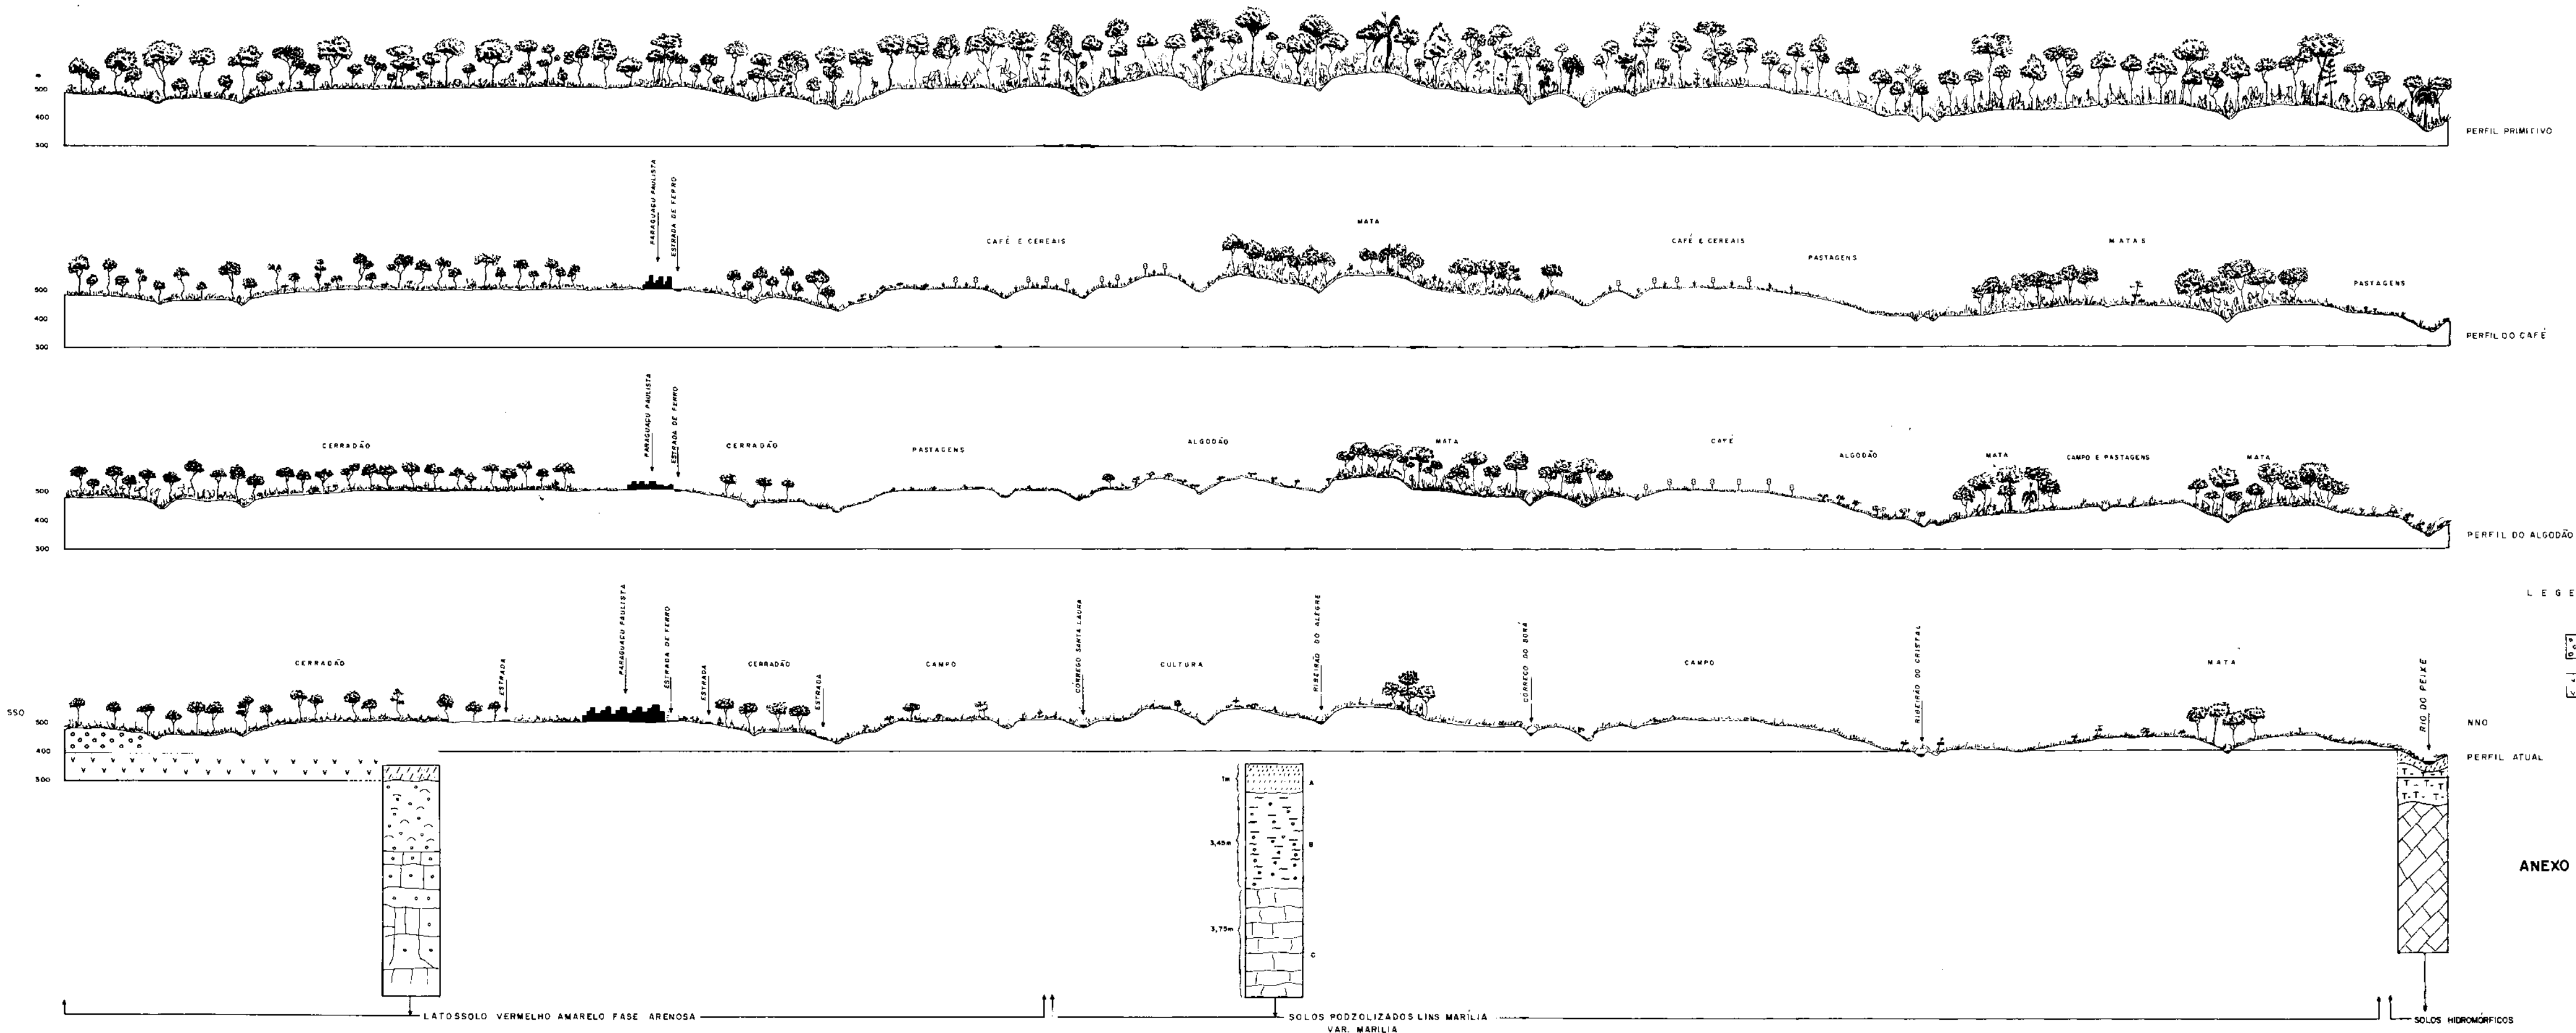 m
500
400
300
PERFIL PRIMITIVO
PARAGUAÇU PAULISTA
ESTRADA DE FERRO
CAFÉ E CEREAIS
MATA
CAFÉ E CEREAIS
PASTAGENS
MATAS
PASTAGENS
500
400
300
PERFIL DO CAFÉ
CERRADÃO
PARAGUAÇU PAULISTA
ESTRADA DE FERRO
CERRADÃO
PASTAGENS
ALGODÃO
MATA
CAFÉ
ALGODÃO
MATA
CAMPO E PASTAGENS
MATA
500
400
300
PERFIL DO ALGODÃO
LEGE
CERRADÃO
ESTRADA
PARAGUAÇU PAULISTA
ESTRADA DE FERRO
ESTRADA
CERRADÃO
ESTRADA
CAMPO
CORREGO SANTA LAURA
CULTURA
RIBEIRÃO DO ALEGRE
CORREGO DO BORÁ
CAMPO
RIBEIRÃO DO CRISTAL
MATA
RIO DO PEIXE
SSO
NNO
500
400
300
PERFIL ATUAL
1m
A
3,45m
B
3,75m
C
ANEXO
LATOSSOLO VERMELHO AMARELO FASE ARENOSA
SOLOS PODZOLIZADOS LINS MARÍLIA
VAR. MARILIA
SOLOS HIDROMÓRFICOS